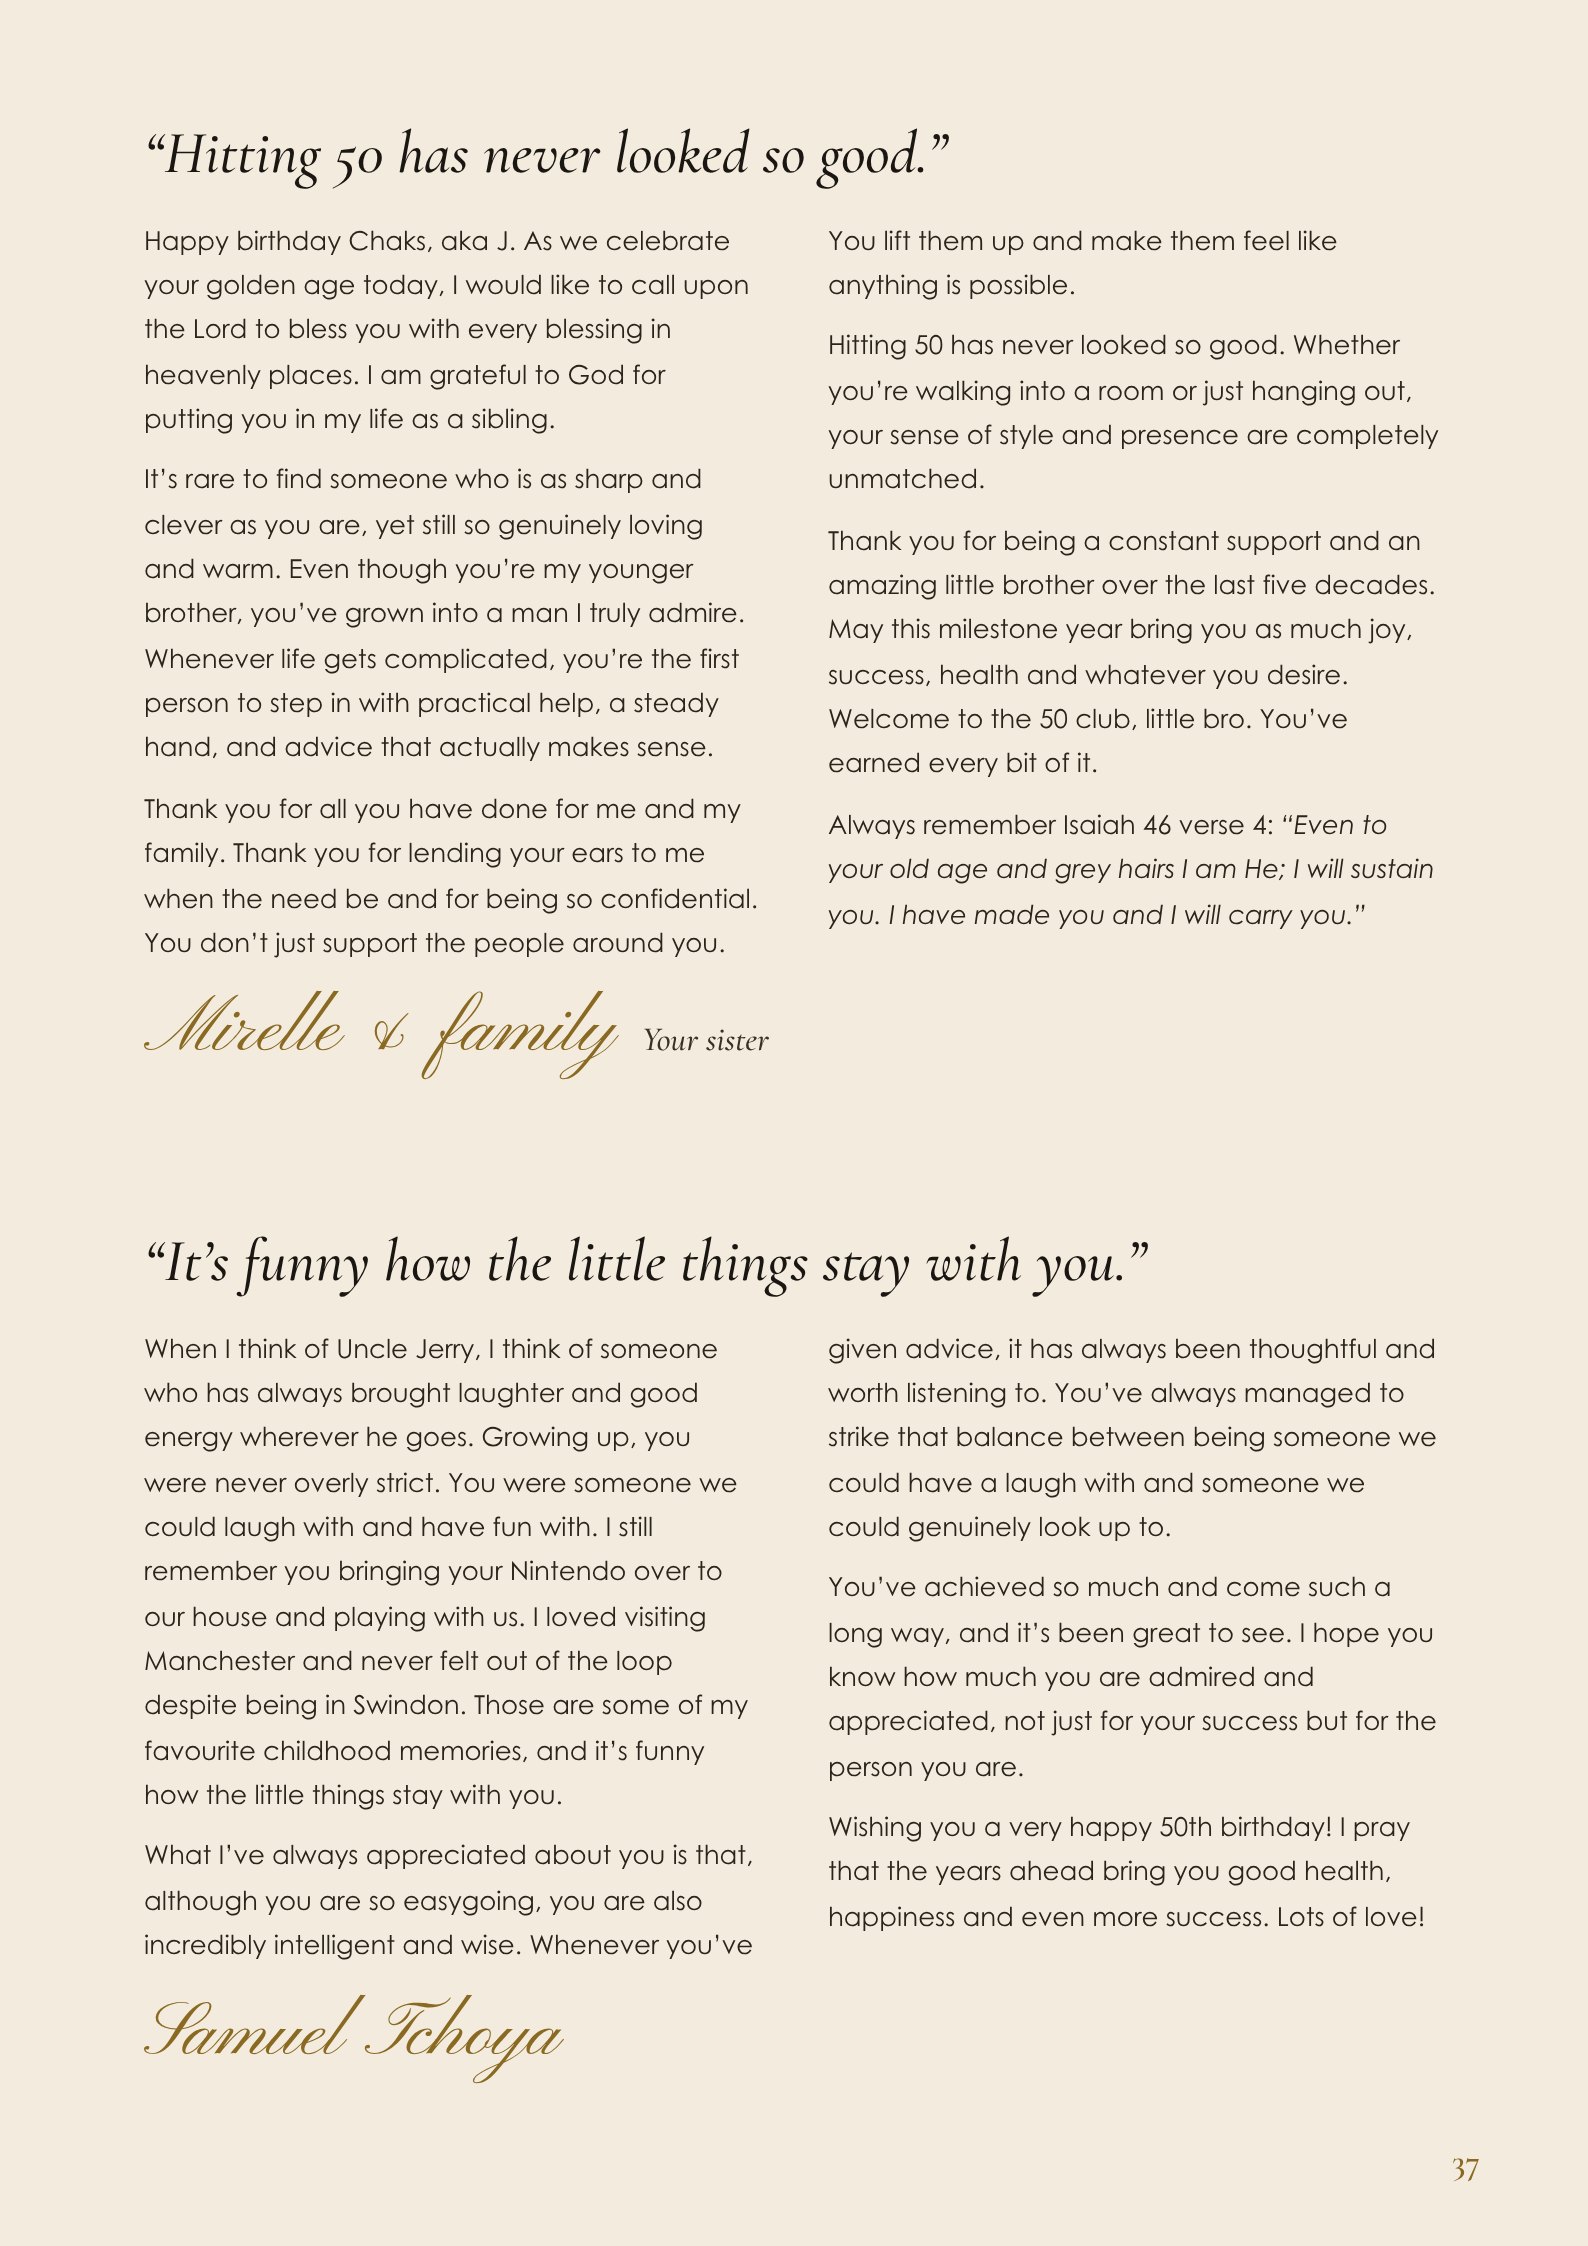 “Hitting 50 has never looked so good.”
Happy birthday Chaks, aka J. As we celebrate
your golden age today, I would like to call upon
the Lord to bless you with every blessing in
heavenly places. I am grateful to God for
putting you in my life as a sibling.
It’s rare to find someone who is as sharp and
clever as you are, yet still so genuinely loving
and warm. Even though you’re my younger
brother, you’ve grown into a man I truly admire.
Whenever life gets complicated, you’re the first
person to step in with practical help, a steady
hand, and advice that actually makes sense.
Thank you for all you have done for me and my
family. Thank you for lending your ears to me
when the need be and for being so confidential.
You don’t just support the people around you.
You lift them up and make them feel like
anything is possible.
Hitting 50 has never looked so good. Whether
you’re walking into a room or just hanging out,
your sense of style and presence are completely
unmatched.
Thank you for being a constant support and an
amazing little brother over the last five decades.
May this milestone year bring you as much joy,
success, health and whatever you desire.
Welcome to the 50 club, little bro. You’ve
earned every bit of it.
Always remember Isaiah 46 verse 4: “Even to
your old age and grey hairs I am He; I will sustain
you. I have made you and I will carry you.”
Mirelle & family Your sister
“It’s funny how the little things stay with you.”
When I think of Uncle Jerry, I think of someone
who has always brought laughter and good
energy wherever he goes. Growing up, you
were never overly strict. You were someone we
could laugh with and have fun with. I still
remember you bringing your Nintendo over to
our house and playing with us. I loved visiting
Manchester and never felt out of the loop
despite being in Swindon. Those are some of my
favourite childhood memories, and it’s funny
how the little things stay with you.
What I’ve always appreciated about you is that,
although you are so easygoing, you are also
incredibly intelligent and wise. Whenever you’ve
given advice, it has always been thoughtful and
worth listening to. You’ve always managed to
strike that balance between being someone we
could have a laugh with and someone we
could genuinely look up to.
You’ve achieved so much and come such a
long way, and it’s been great to see. I hope you
know how much you are admired and
appreciated, not just for your success but for the
person you are.
Wishing you a very happy 50th birthday! I pray
that the years ahead bring you good health,
happiness and even more success. Lots of love!
Samuel Tchoya
37